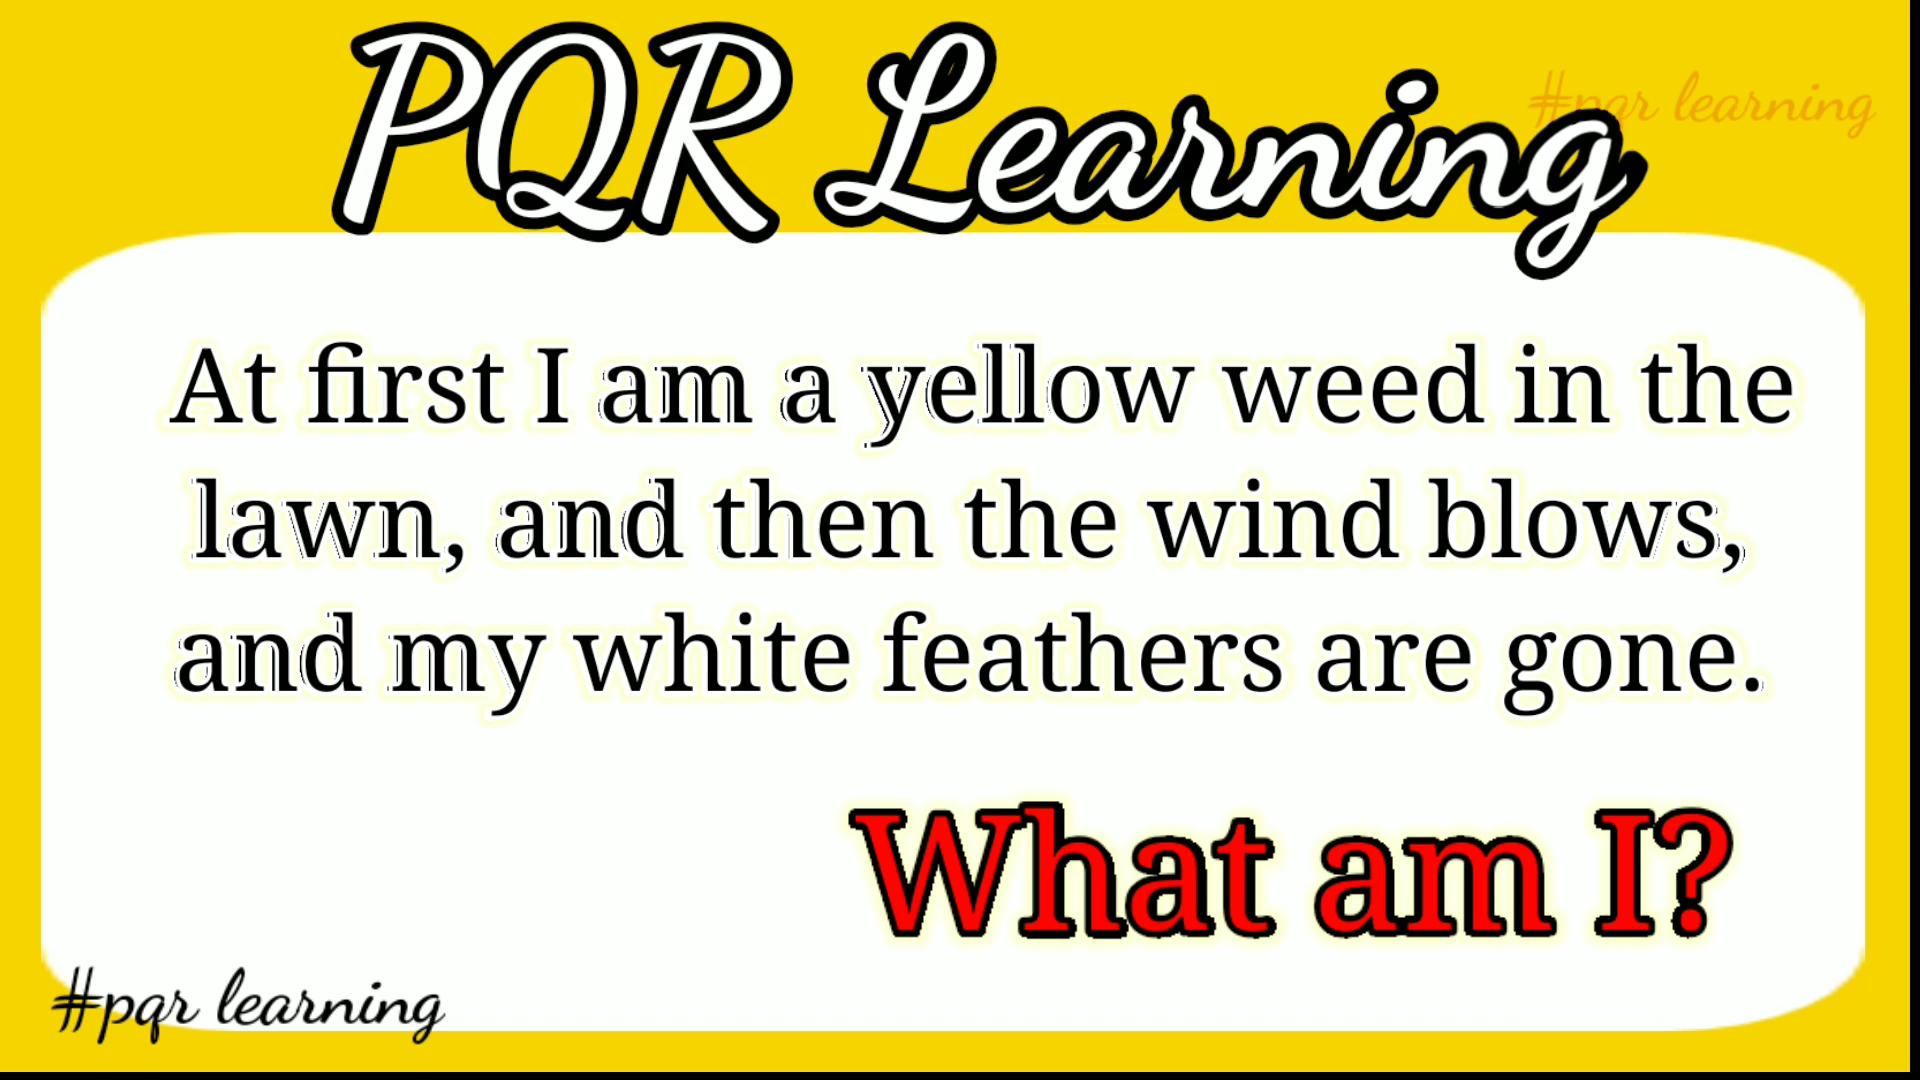 PQR Learning
#pqr learning
At first I am a yellow weed in the
lawn, and then the wind blows,
and my white feathers are gone.
What am I?
#pqr learning